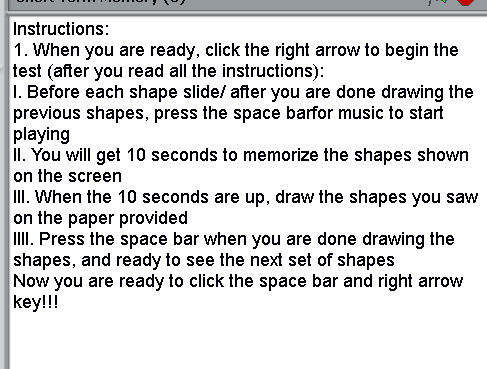 Instructions:
1. When you are ready, click the right arrow to begin the
test (after you read all the instructions):
I. Before each shape slide/ after you are done drawing the
previous shapes, press the space barfor music to start
playing
II. You will get 10 seconds to memorize the shapes shown
on the screen
III. When the 10 seconds are up, draw the shapes you saw
on the paper provided
IIII. Press the space bar when you are done drawing the
shapes, and ready to see the next set of shapes
Now you are ready to click the space bar and right arrow
key!!!